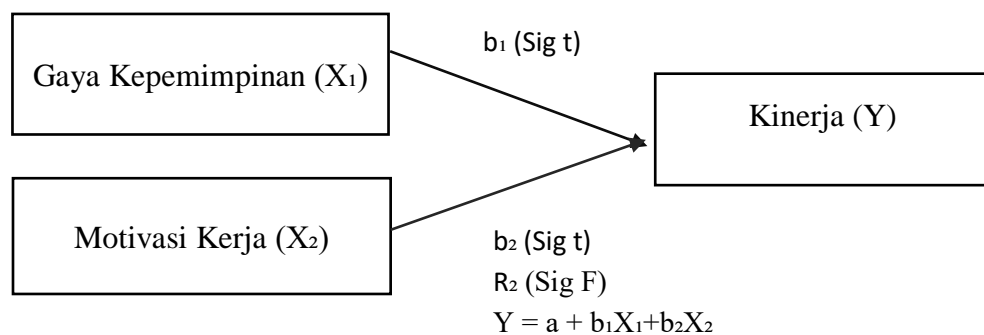 b₁ (Sig t)
Gaya Kepemimpinan (X₁)
Kinerja (Y)
Motivasi Kerja (X₂)
b₂ (Sig t)
R₂ (Sig F)
Y = a + b₁X₁+b₂X₂